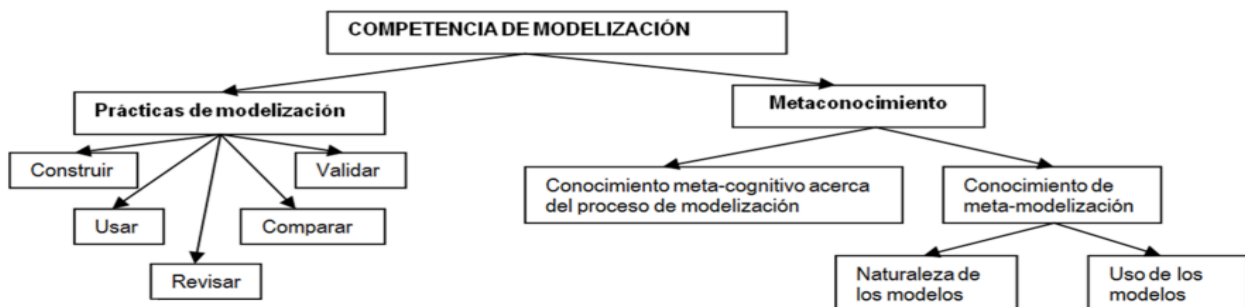 COMPETENCIA DE MODELIZACIÓN
Prácticas de modelización
Metaconocimiento
Construir
Validar
Usar
Comparar
Revisar
Conocimiento meta-cognitivo acerca
del proceso de modelización
Conocimiento de
meta-modelización
Naturaleza de
los modelos
Uso de los
modelos